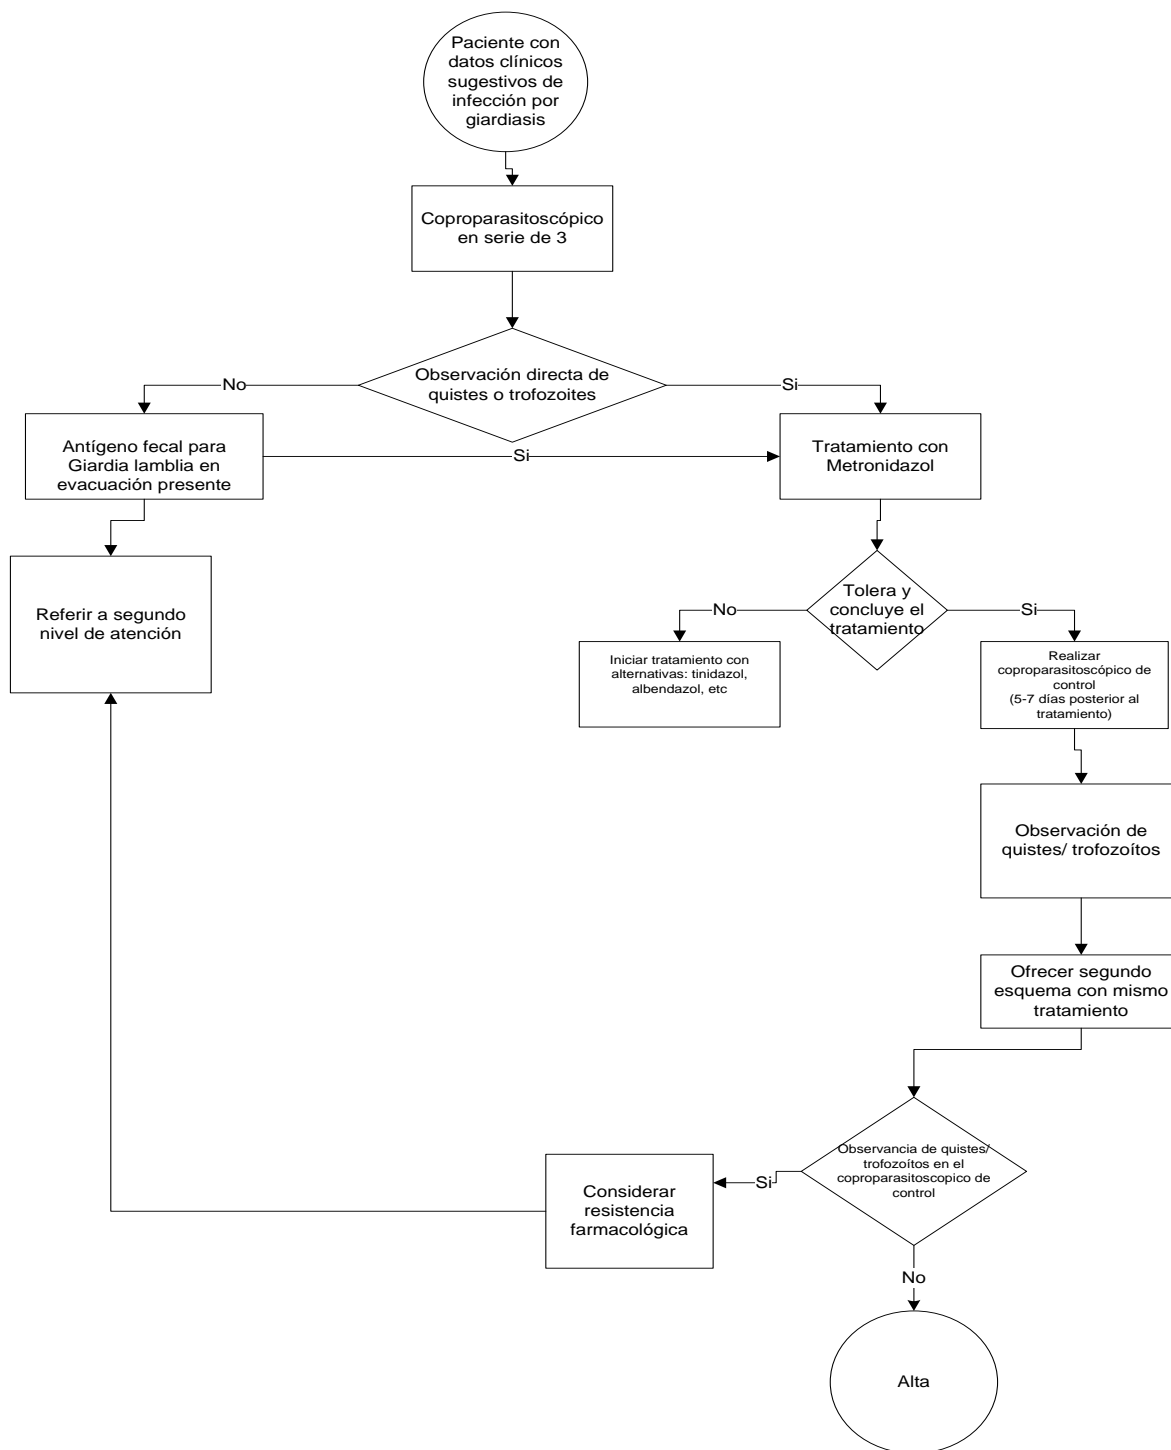 Paciente con
datos clínicos
sugestivos de
infección por
giardiasis
Coproparasitoscópico
en serie de 3
Observación directa de
quistes o trofozoites
No
Si
Antígeno fecal para
Giardia lamblia en
evacuación presente
Si
Tratamiento con
Metronidazol
Referir a segundo
nivel de atención
Tolera y
concluye el
tratamiento
No
Si
Iniciar tratamiento con
alternativas: tinidazol,
albendazol, etc
Realizar
coproparasitoscópico de
control
(5-7 días posterior al
tratamiento)
Observación de
quistes/ trofozoítos
Ofrecer segundo
esquema con mismo
tratamiento
Observancia de quistes/
trofozoítos en el
coproparasitoscopico de
control
Si
Considerar
resistencia
farmacológica
No
Alta